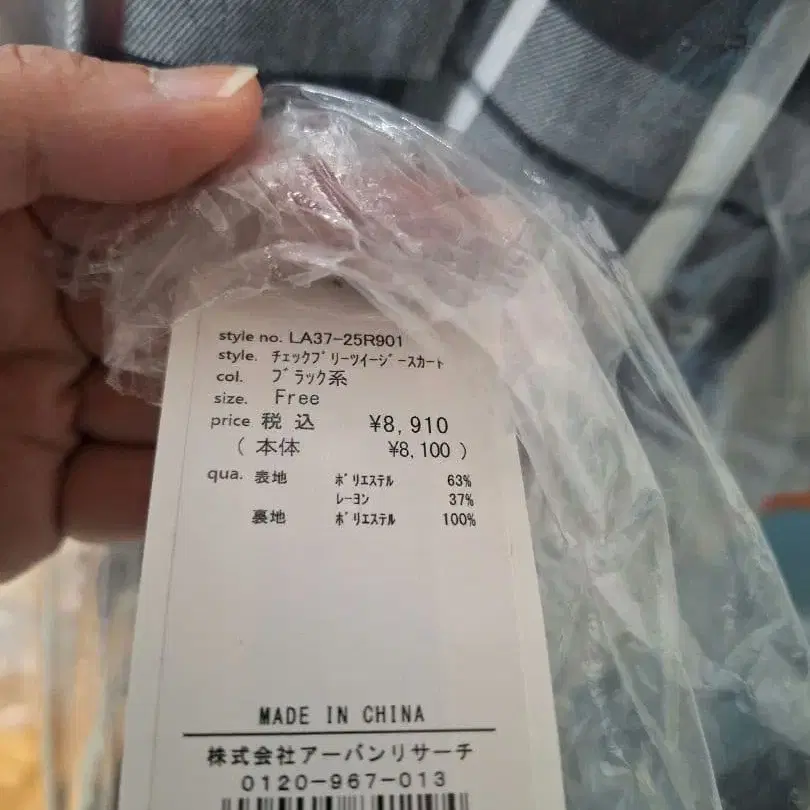 style no. LA37-25R901
style. ﾁｪｯｸﾌﾟﾘｰﾂｲｰｼﾞｰｽｶｰﾄ
col. ﾌﾞﾗｯｸ系
size. Free
price 税 込 ¥8,910
( 本体 ¥8,100 )
qua. 表地 ﾎﾟﾘｴｽﾃﾙ 63%
ﾚｰﾖﾝ 37%
裏地 ﾎﾟﾘｴｽﾃﾙ 100%
MADE IN CHINA
株式会社アーバンリサーチ
0120-967-013